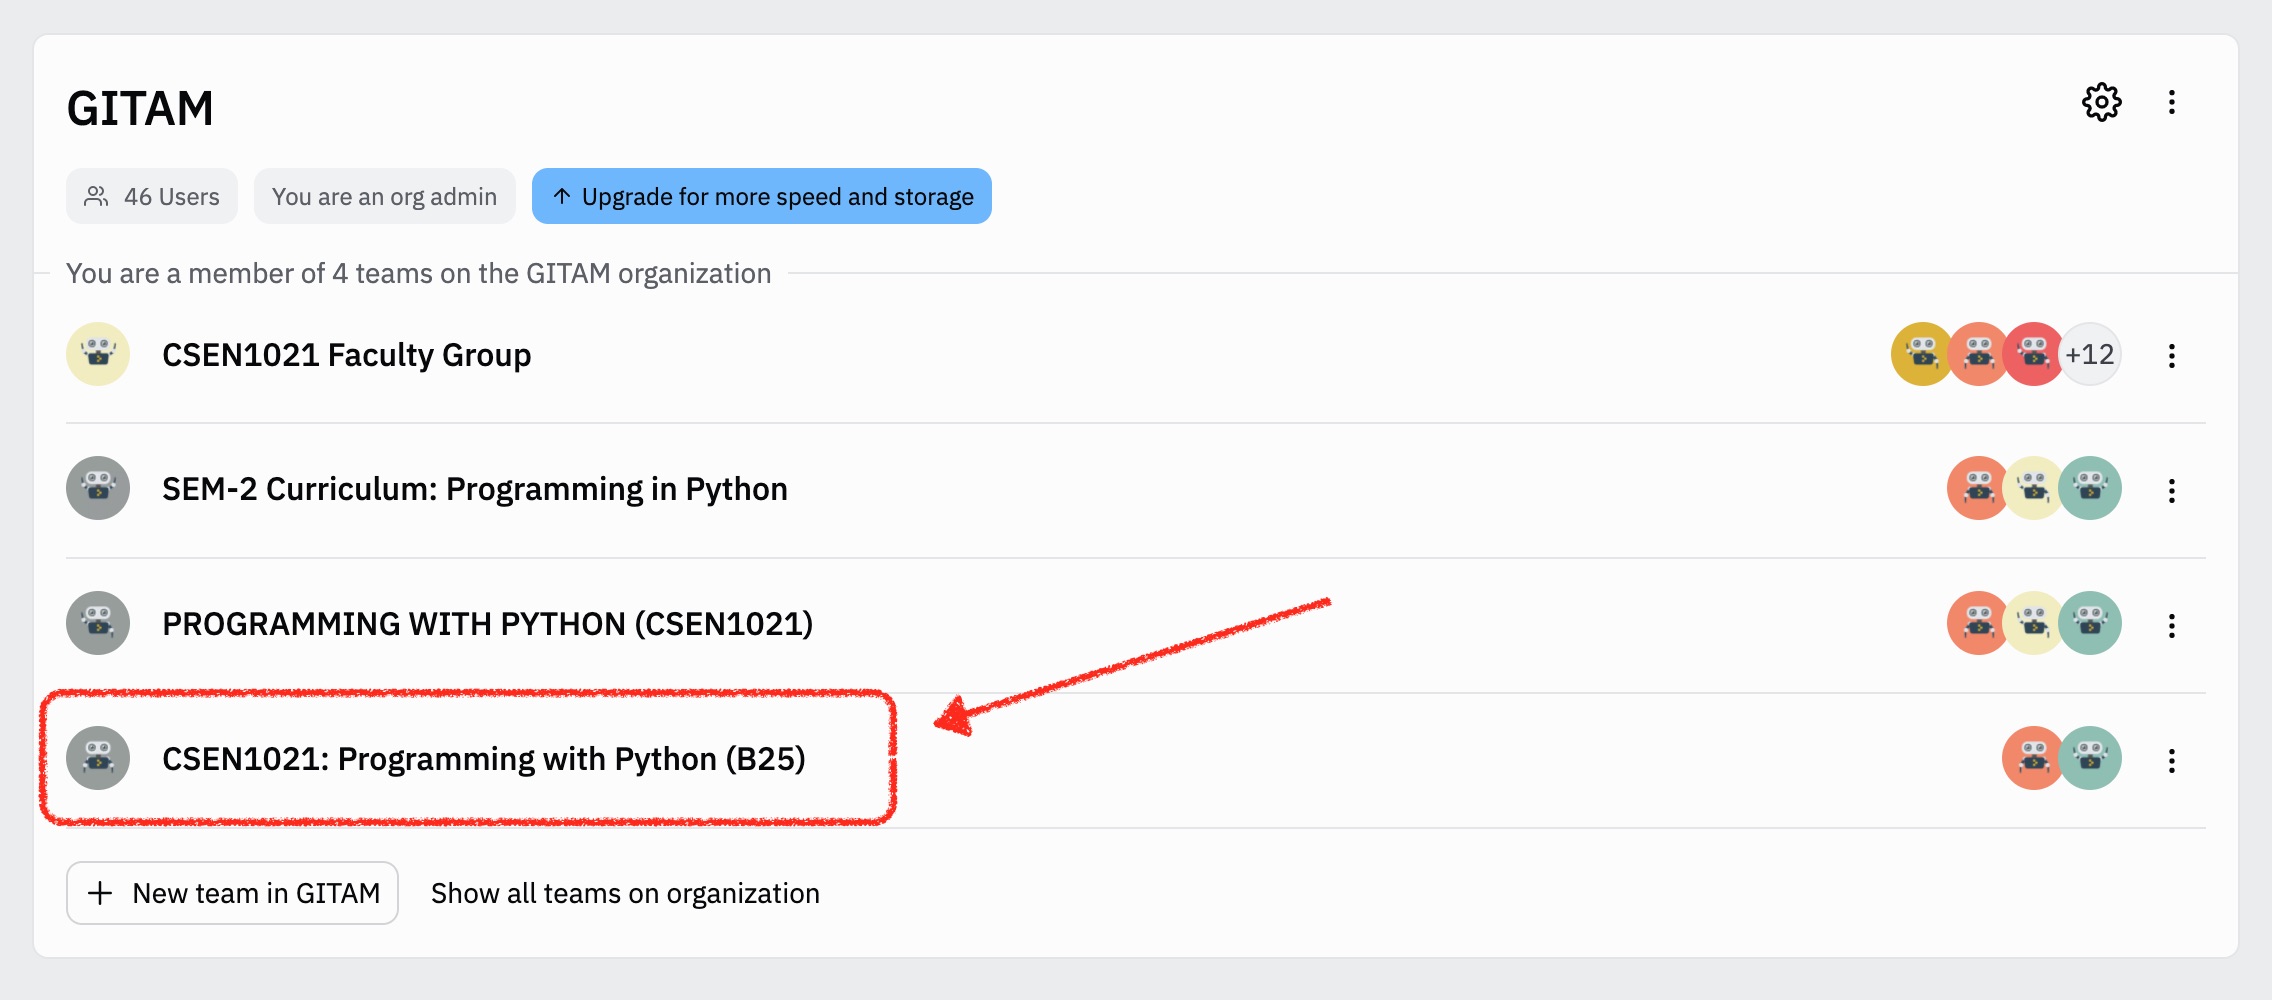 GITAM
46 Users
You are an org admin
↑ Upgrade for more speed and storage
You are a member of 4 teams on the GITAM organization
CSEN1021 Faculty Group
+12
SEM-2 Curriculum: Programming in Python
PROGRAMMING WITH PYTHON (CSEN1021)
CSEN1021: Programming with Python (B25)
+ New team in GITAM
Show all teams on organization